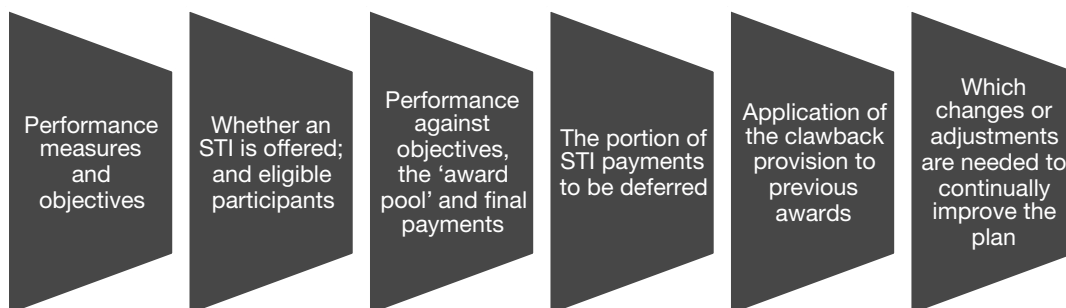 Performance
measures
and
objectives
Whether an
STI is offered;
and eligible
participants
Performance
against
objectives,
the ‘award
pool’ and final
payments
The portion of
STI payments
to be deferred
Application of
the clawback
provision to
previous
awards
Which
changes or
adjustments
are needed to
continually
improve the
plan